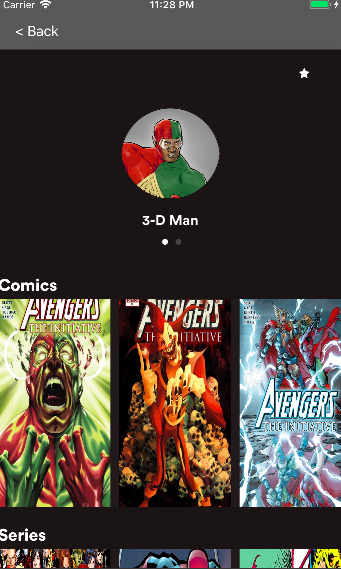 Carrier 11:28 PM
< Back
3-D Man
Comics
AVENGERS
THE INITIATIVE
AVENGERS
THE INITIATIVE
AVENGERS
THE INITIATIVE
Series